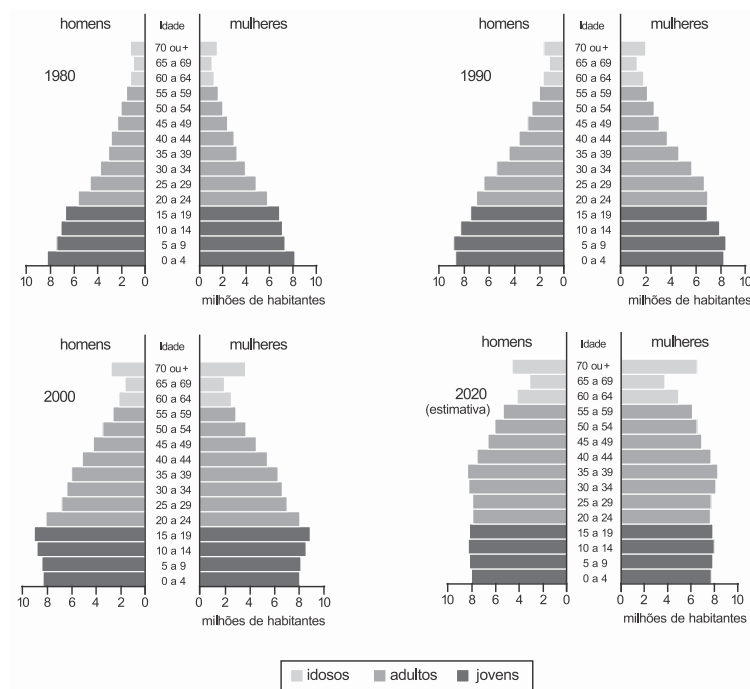 homens Idade mulheres
1980
70 ou+
65 a 69
60 a 64
55 a 59
50 a 54
45 a 49
40 a 44
35 a 39
30 a 34
25 a 29
20 a 24
15 a 19
10 a 14
5 a 9
0 a 4
10 8 6 4 2 0 0 2 4 6 8 10
milhões de habitantes
homens Idade mulheres
1990
70 ou+
65 a 69
60 a 64
55 a 59
50 a 54
45 a 49
40 a 44
35 a 39
30 a 34
25 a 29
20 a 24
15 a 19
10 a 14
5 a 9
0 a 4
10 8 6 4 2 0 0 2 4 6 8 10
milhões de habitantes
homens Idade mulheres
2000
70 ou+
65 a 69
60 a 64
55 a 59
50 a 54
45 a 49
40 a 44
35 a 39
30 a 34
25 a 29
20 a 24
15 a 19
10 a 14
5 a 9
0 a 4
10 8 6 4 2 0 0 2 4 6 8 10
milhões de habitantes
homens Idade mulheres
2020
(estimativa)
70 ou+
65 a 69
60 a 64
55 a 59
50 a 54
45 a 49
40 a 44
35 a 39
30 a 34
25 a 29
20 a 24
15 a 19
10 a 14
5 a 9
0 a 4
10 8 6 4 2 0 0 2 4 6 8 10
milhões de habitantes
idosos adultos jovens